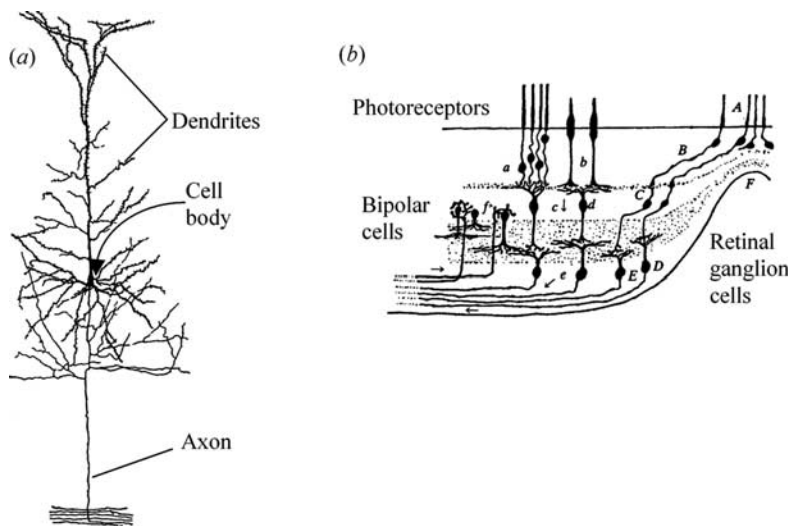 (a)
Dendrites
Cell
body
Axon
(b)
Photoreceptors
A
B
a
b
C
F
Bipolar
cells
f
c
d
Retinal
ganglion
cells
e
E
D